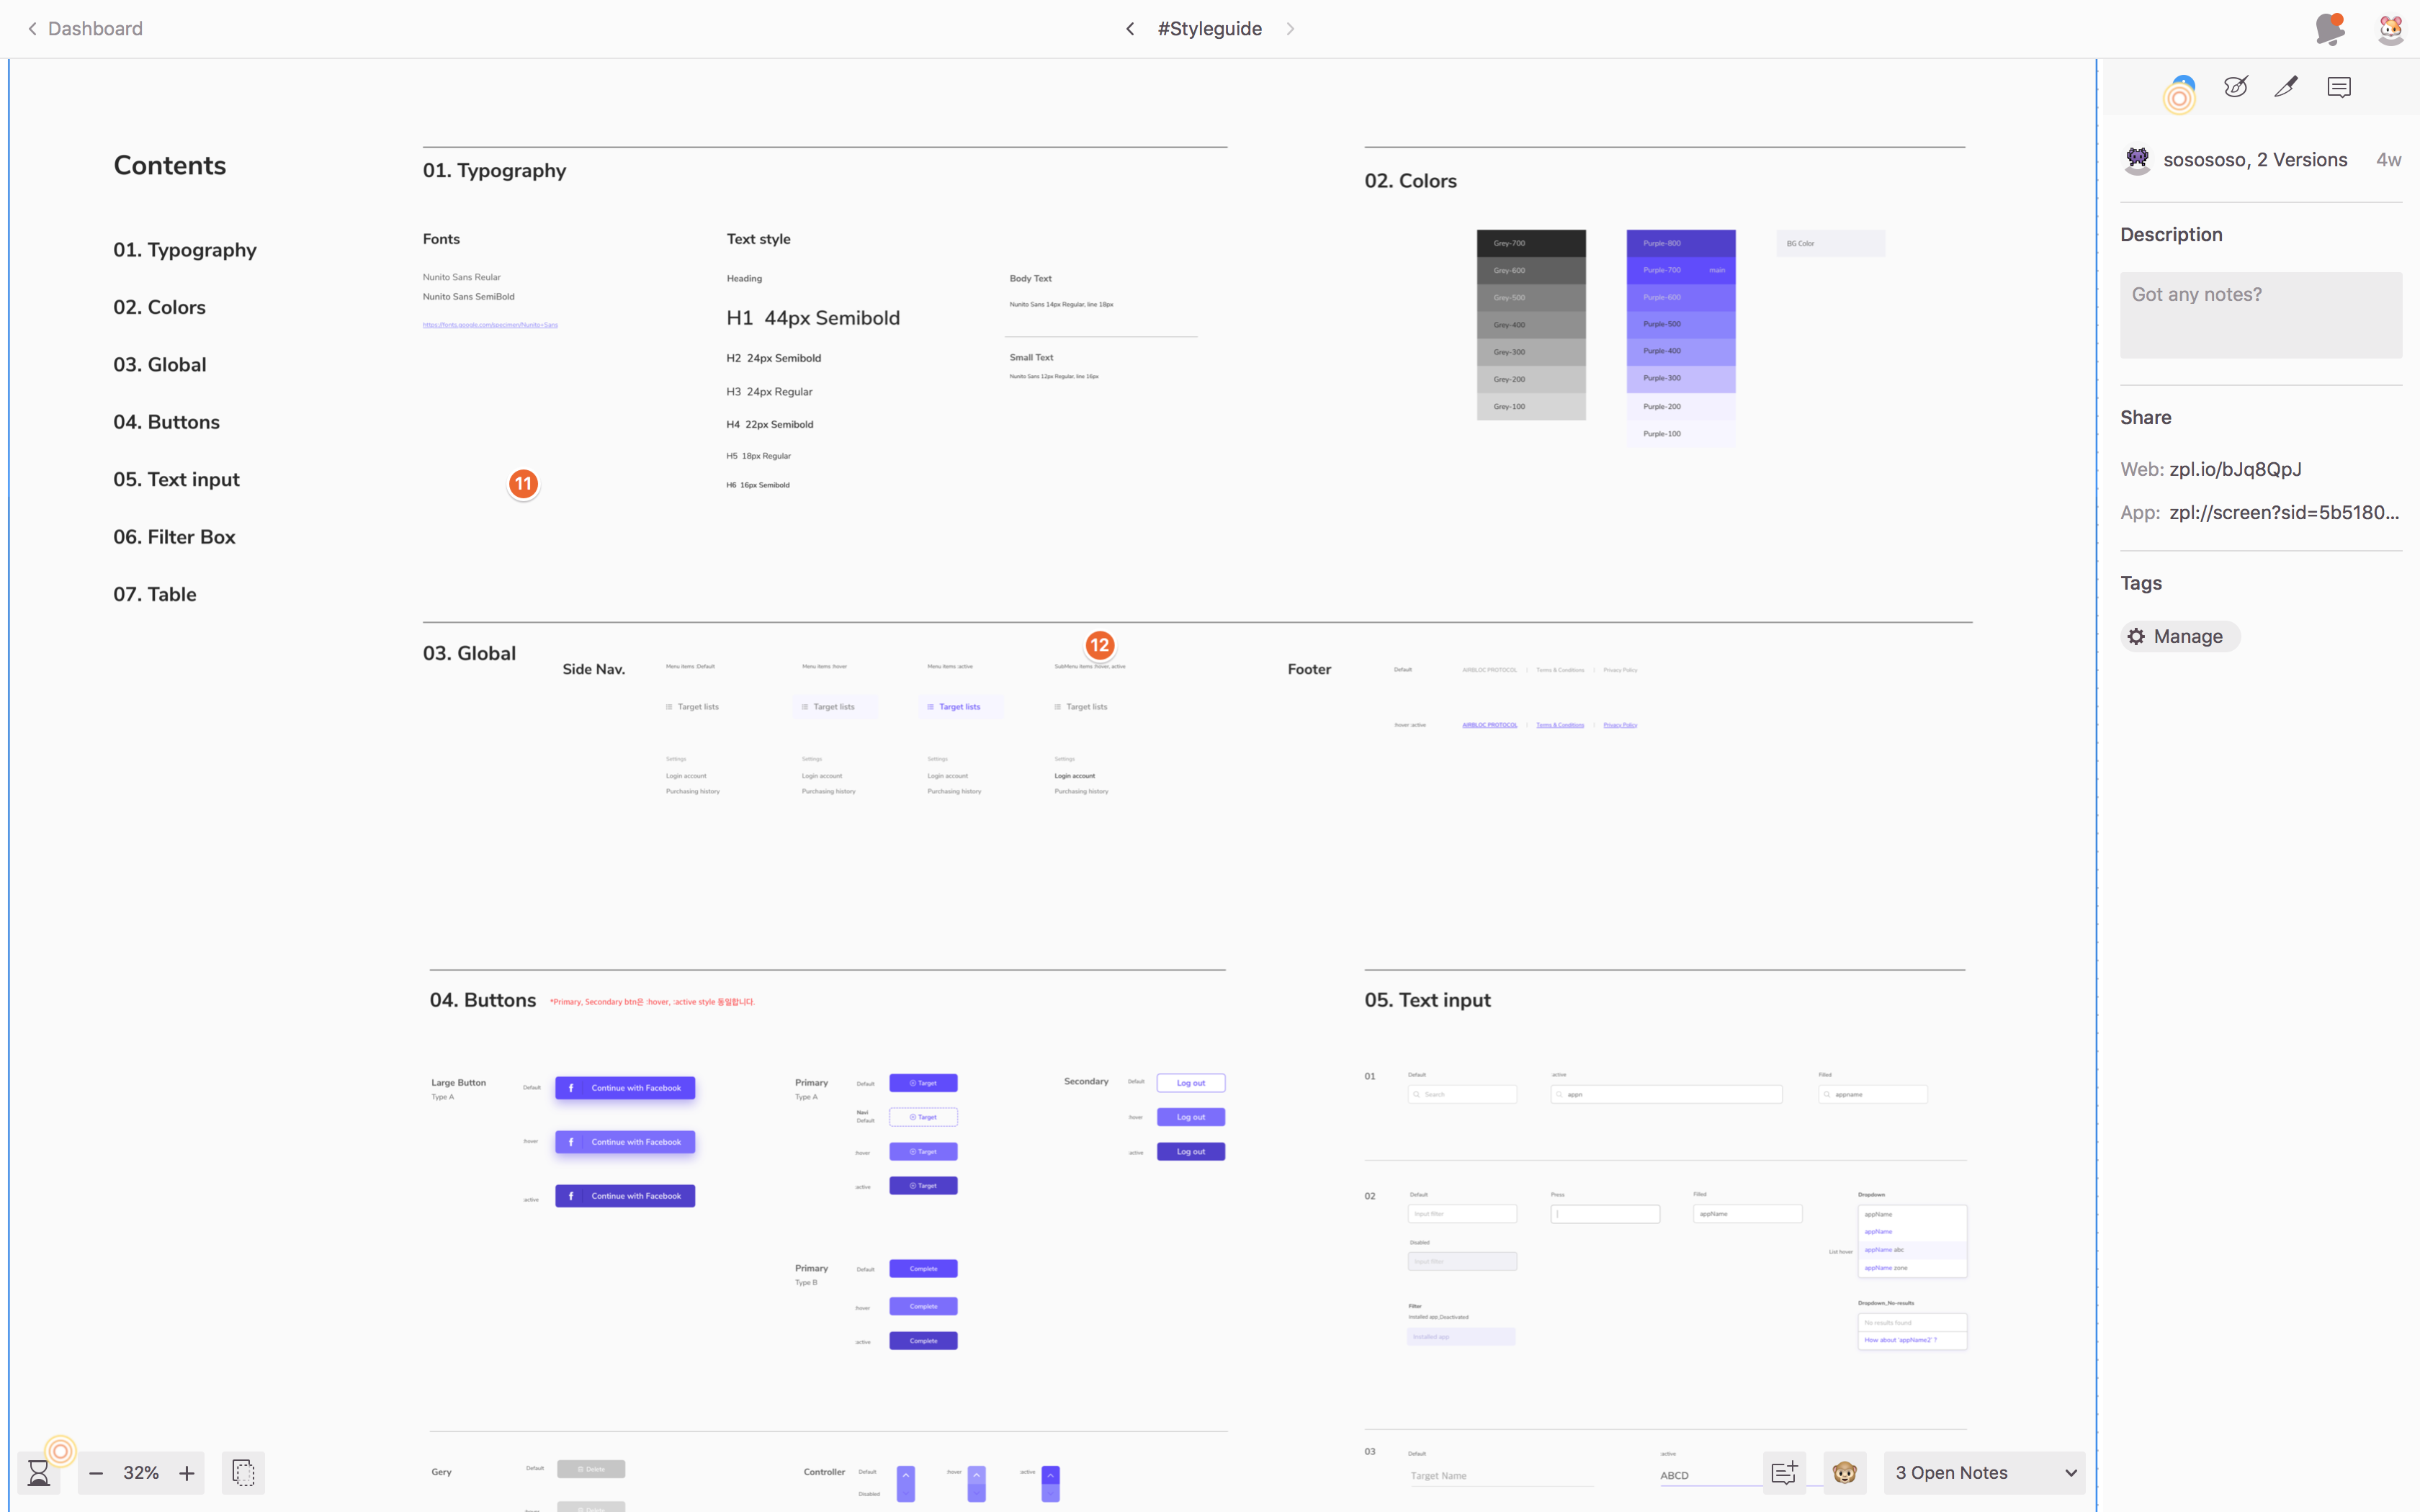 Dashboard
#Styleguide
Contents
01. Typography
02. Colors
03. Global
04. Buttons
05. Text input
06. Filter Box
07. Table
01. Typography
Fonts
Nunito Sans Reular
Nunito Sans SemiBold
https://fonts.google.com/specimen/Nunito+Sans
Text style
Heading
H1 44px Semibold
H2 24px Semibold
H3 24px Regular
H4 22px Semibold
H5 18px Regular
H6 16px Semibold
Body Text
Nunito Sans 14px Regular, line 18px
Small Text
Nunito Sans 12px Regular, line 16px
11
02. Colors
Grey-700
Grey-600
Grey-500
Grey-400
Grey-300
Grey-200
Grey-100
Purple-800
Purple-700 main
Purple-600
Purple-500
Purple-400
Purple-300
Purple-200
Purple-100
BG Color
03. Global
Side Nav.
Menu items :Default
Target lists
Settings
Login account
Purchasing history
Menu items :hover
Target lists
Settings
Login account
Purchasing history
Menu items :active
Target lists
Settings
Login account
Purchasing history
12
SubMenu items :hover, active
Target lists
Settings
Login account
Purchasing history
Footer
Default
AIRBLOC PROTOCOL | Terms & Conditions | Privacy Policy
:hover :active
AIRBLOC PROTOCOL | Terms & Conditions | Privacy Policy
04. Buttons
*Primary, Secondary btn은 :hover, :active style 동일합니다.
Large Button
Type A
Default
Continue with Facebook
:hover
Continue with Facebook
:active
Continue with Facebook
Primary
Type A
Default
Target
Navi
Default
Target
:hover
Target
:active
Target
Secondary
Default
Log out
:hover
Log out
:active
Log out
Primary
Type B
Default
Complete
:hover
Complete
:active
Complete
Gery
Default
Delete
Controller
Default
Disabled
:hover
:active
05. Text input
01
Default
Search
:active
appn
Filled
appname
02
Default
Input filter
Disabled
Input filter
Filter
Installed app_Deactivated
Installed app
Press
Filled
appName
Dropdown
appName
appName
List hover
appName abc
appName zone
Dropdown_No-results
No results found
How about 'appName2' ?
03
Default
Target Name
:active
ABCD
32%
3 Open Notes
sosososo, 2 Versions
4w
Description
Got any notes?
Share
Web: zpl.io/bJq8QpJ
App: zpl://screen?sid=5b5180...
Tags
Manage